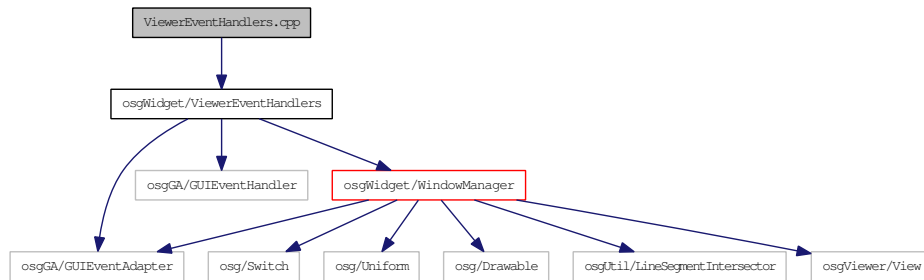 ViewerEventHandlers.cpp
osgWidget/ViewerEventHandlers
osgGA/GUIEventHandler
osgWidget/WindowManager
osgGA/GUIEventAdapter
osg/Switch
osg/Uniform
osg/Drawable
osgUtil/LineSegmentIntersector
osgViewer/View